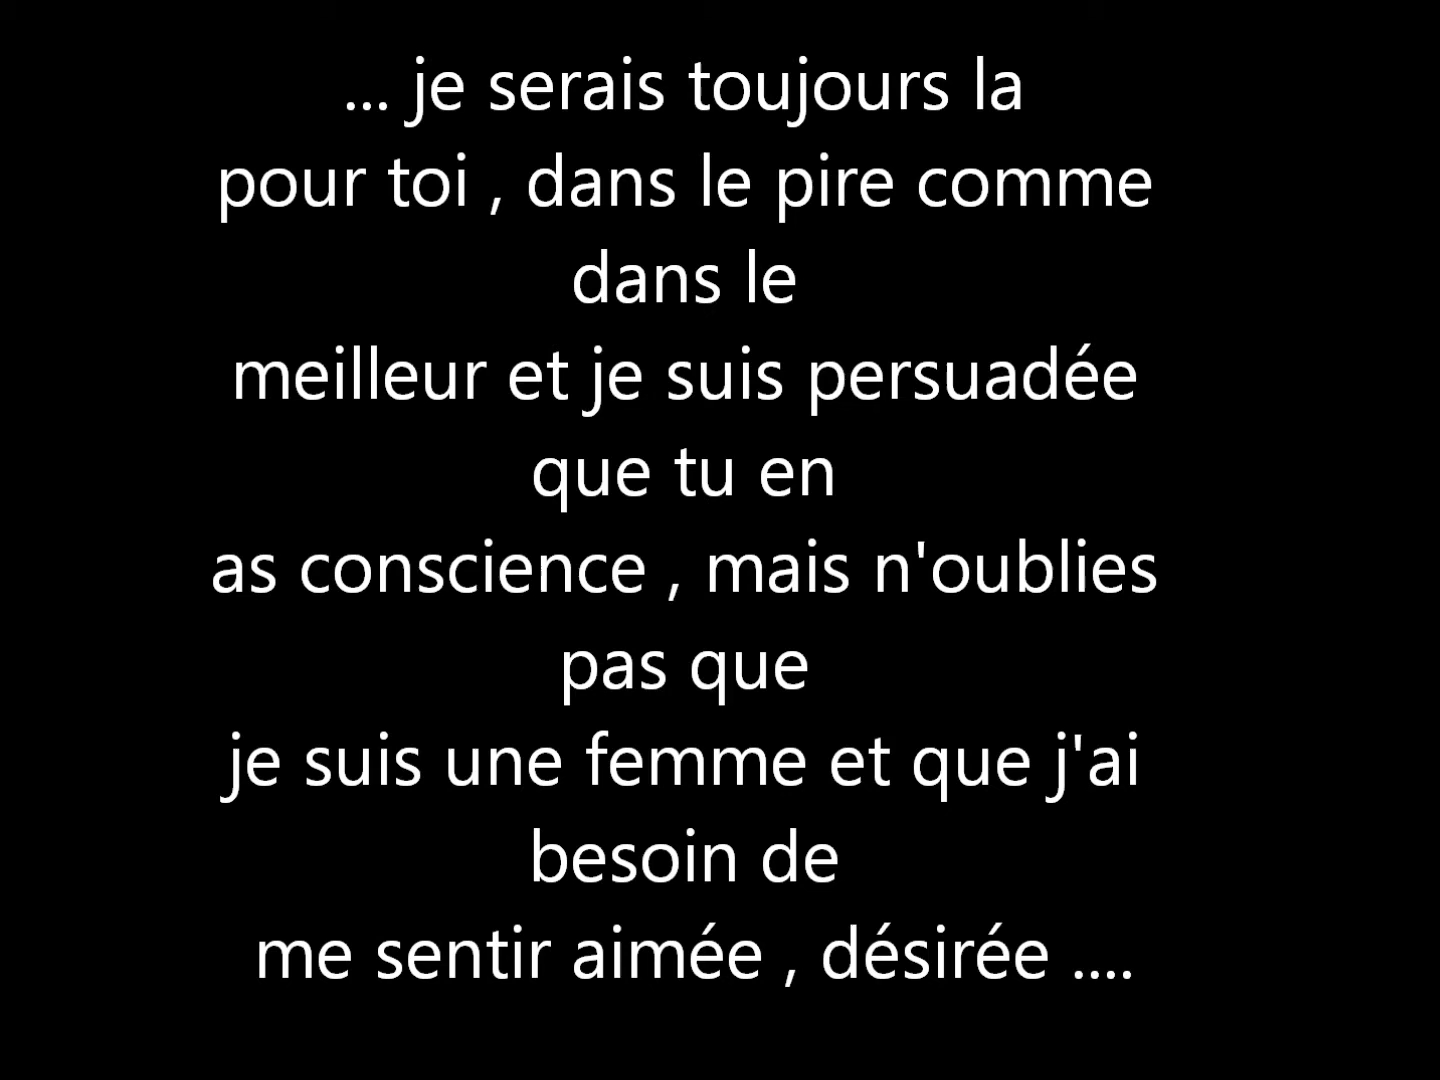 ... je serais toujours la
pour toi , dans le pire comme
dans le
meilleur et je suis persuadée
que tu en
as conscience , mais n'oublies
pas que
je suis une femme et que j'ai
besoin de
me sentir aimée , désirée ....